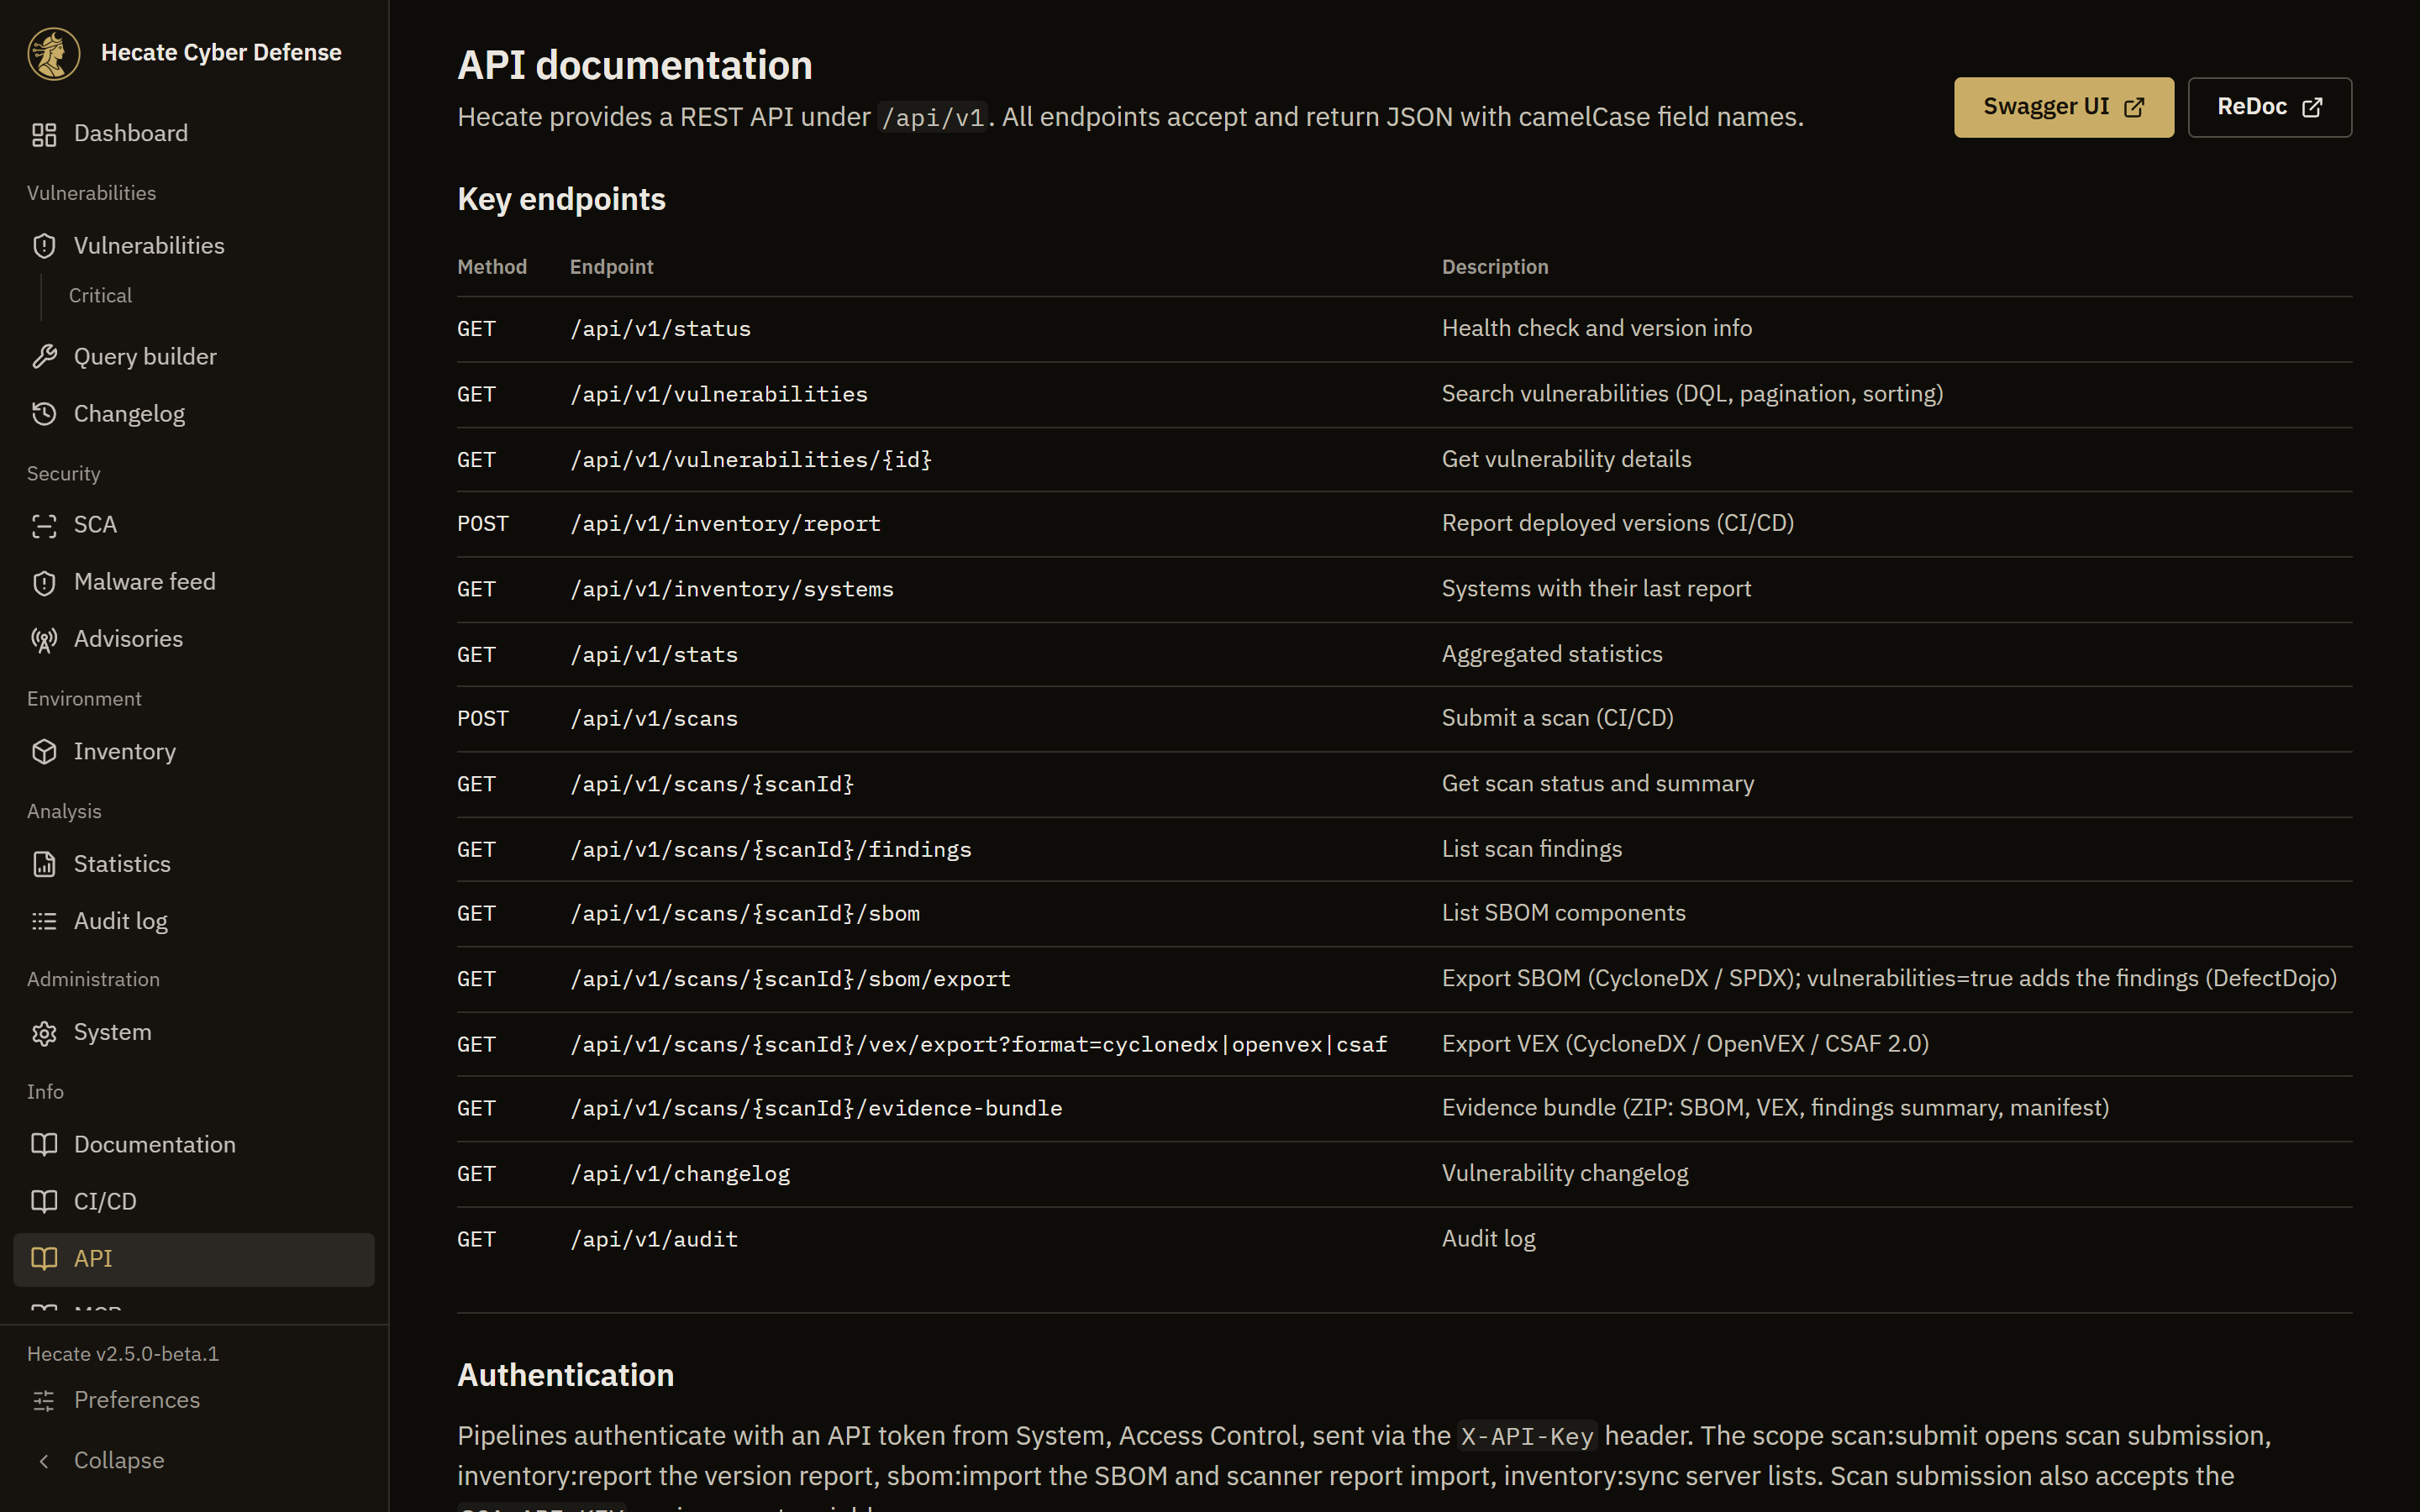 Hecate Cyber Defense
Dashboard
Vulnerabilities
Vulnerabilities
Critical
Query builder
Changelog
Security
SCA
Malware feed
Advisories
Environment
Inventory
Analysis
Statistics
Audit log
Administration
System
Info
Documentation
CI/CD
API
Hecate v2.5.0-beta.1
Preferences
Collapse
API documentation
Hecate provides a REST API under /api/v1. All endpoints accept and return JSON with camelCase field names.
Swagger UI
ReDoc
Key endpoints
Method Endpoint Description
GET /api/v1/status Health check and version info
GET /api/v1/vulnerabilities Search vulnerabilities (DQL, pagination, sorting)
GET /api/v1/vulnerabilities/{id} Get vulnerability details
POST /api/v1/inventory/report Report deployed versions (CI/CD)
GET /api/v1/inventory/systems Systems with their last report
GET /api/v1/stats Aggregated statistics
POST /api/v1/scans Submit a scan (CI/CD)
GET /api/v1/scans/{scanId} Get scan status and summary
GET /api/v1/scans/{scanId}/findings List scan findings
GET /api/v1/scans/{scanId}/sbom List SBOM components
GET /api/v1/scans/{scanId}/sbom/export Export SBOM (CycloneDX / SPDX); vulnerabilities=true adds the findings (DefectDojo)
GET /api/v1/scans/{scanId}/vex/export?format=cyclonedx|openvex|csaf Export VEX (CycloneDX / OpenVEX / CSAF 2.0)
GET /api/v1/scans/{scanId}/evidence-bundle Evidence bundle (ZIP: SBOM, VEX, findings summary, manifest)
GET /api/v1/changelog Vulnerability changelog
GET /api/v1/audit Audit log
Authentication
Pipelines authenticate with an API token from System, Access Control, sent via the X-API-Key header. The scope scan:submit opens scan submission,
inventory:report the version report, sbom:import the SBOM and scanner report import, inventory:sync server lists. Scan submission also accepts the